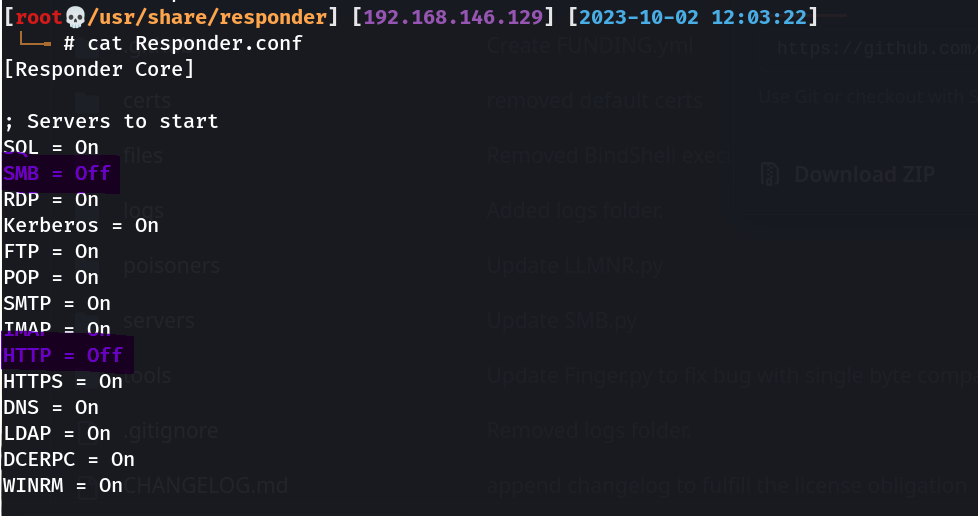 [root💀/usr/share/responder] [192.168.146.129] [2023-10-02 12:03:22]
└── # cat Responder.conf
[Responder Core]
; Servers to start
SQL = On
SMB = Off
RDP = On
Kerberos = On
FTP = On
POP = On
SMTP = On
IMAP = On
HTTP = Off
HTTPS = On
DNS = On
LDAP = On
DCERPC = On
WINRM = On
Create FUNDING.yml
https://github.com/
certs
removed default certs
Use Git or checkout with
files
Removed BindShell
Download ZIP
logs
Added logs folder.
poisoners
Update LLMNR.py
servers
Update SMB.py
tools
Update Finger.py to fix bug with single byte comp
.gitignore
Removed logs folder.
CHANGELOG.md
append changelog to fulfill the license obligation